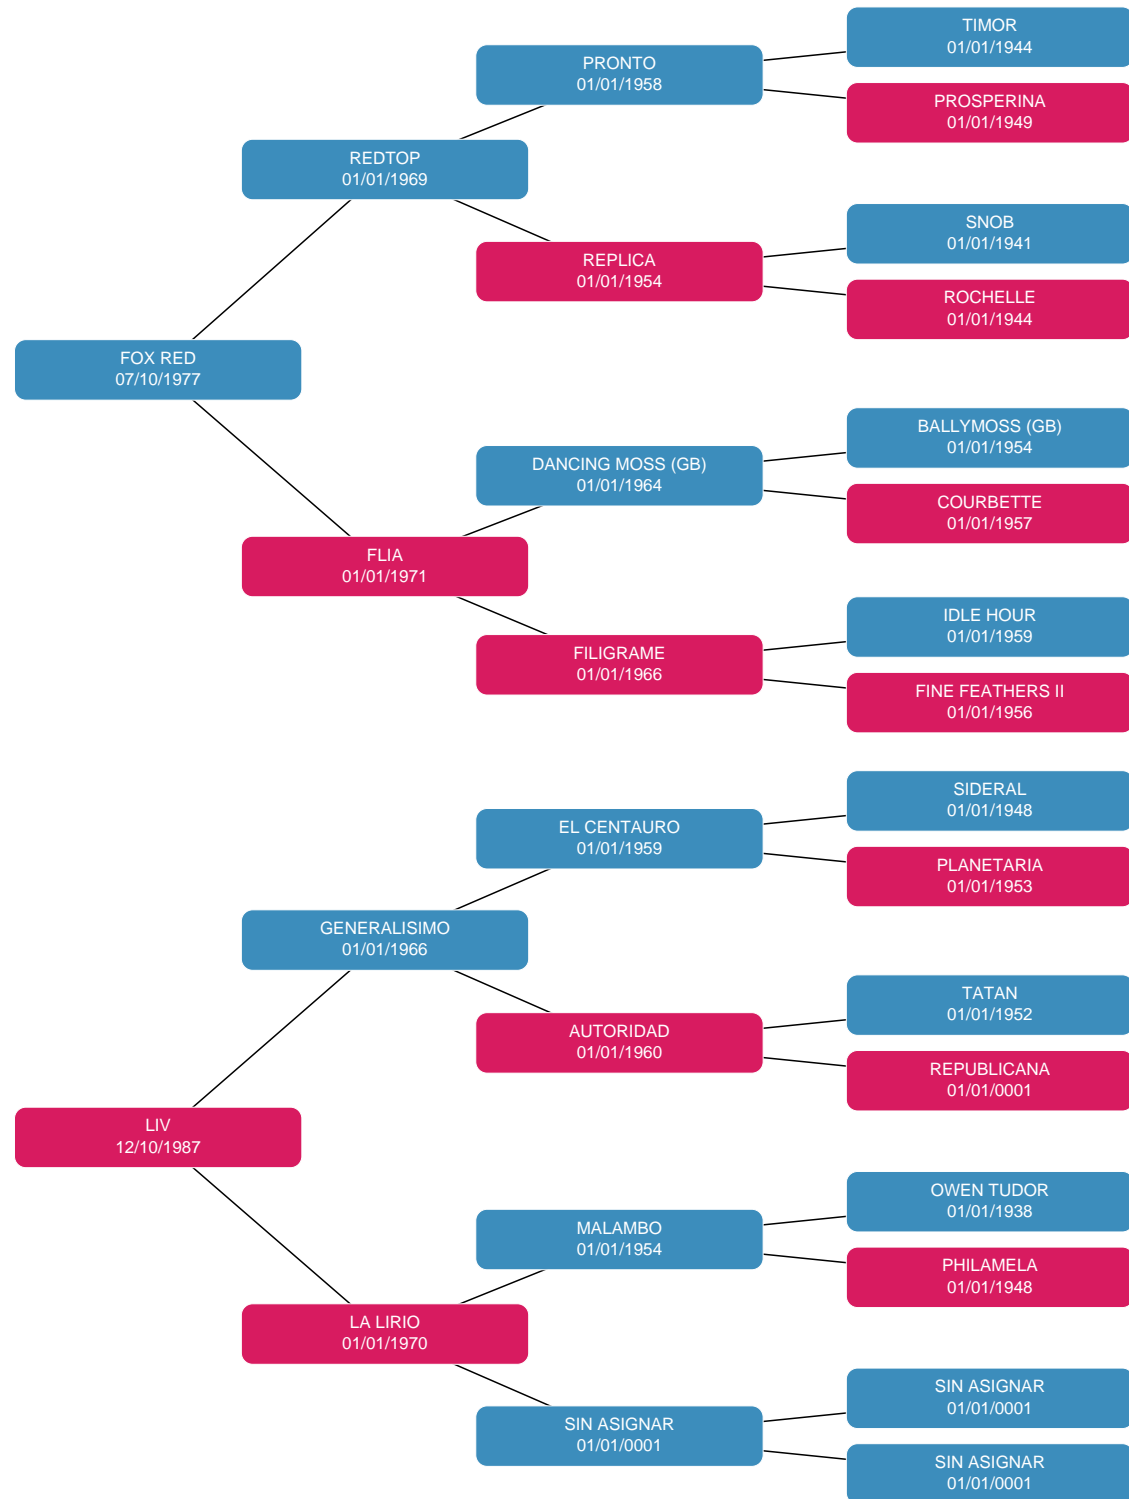 TIMOR
01/01/1944
PRONTO
01/01/1958
PROSPERINA
01/01/1949
REDTOP
01/01/1969
SNOB
01/01/1941
REPLICA
01/01/1954
ROCHELLE
01/01/1944
FOX RED
07/10/1977
BALLYMOSS (GB)
01/01/1954
DANCING MOSS (GB)
01/01/1964
COURBETTE
01/01/1957
FLIA
01/01/1971
IDLE HOUR
01/01/1959
FILIGRAME
01/01/1966
FINE FEATHERS II
01/01/1956
SIDERAL
01/01/1948
EL CENTAURO
01/01/1959
PLANETARIA
01/01/1953
GENERALISIMO
01/01/1966
TATAN
01/01/1952
AUTORIDAD
01/01/1960
REPUBLICANA
01/01/0001
LIV
12/10/1987
OWEN TUDOR
01/01/1938
MALAMBO
01/01/1954
PHILAMELA
01/01/1948
LA LIRIO
01/01/1970
SIN ASIGNAR
01/01/0001
SIN ASIGNAR
01/01/0001
SIN ASIGNAR
01/01/0001